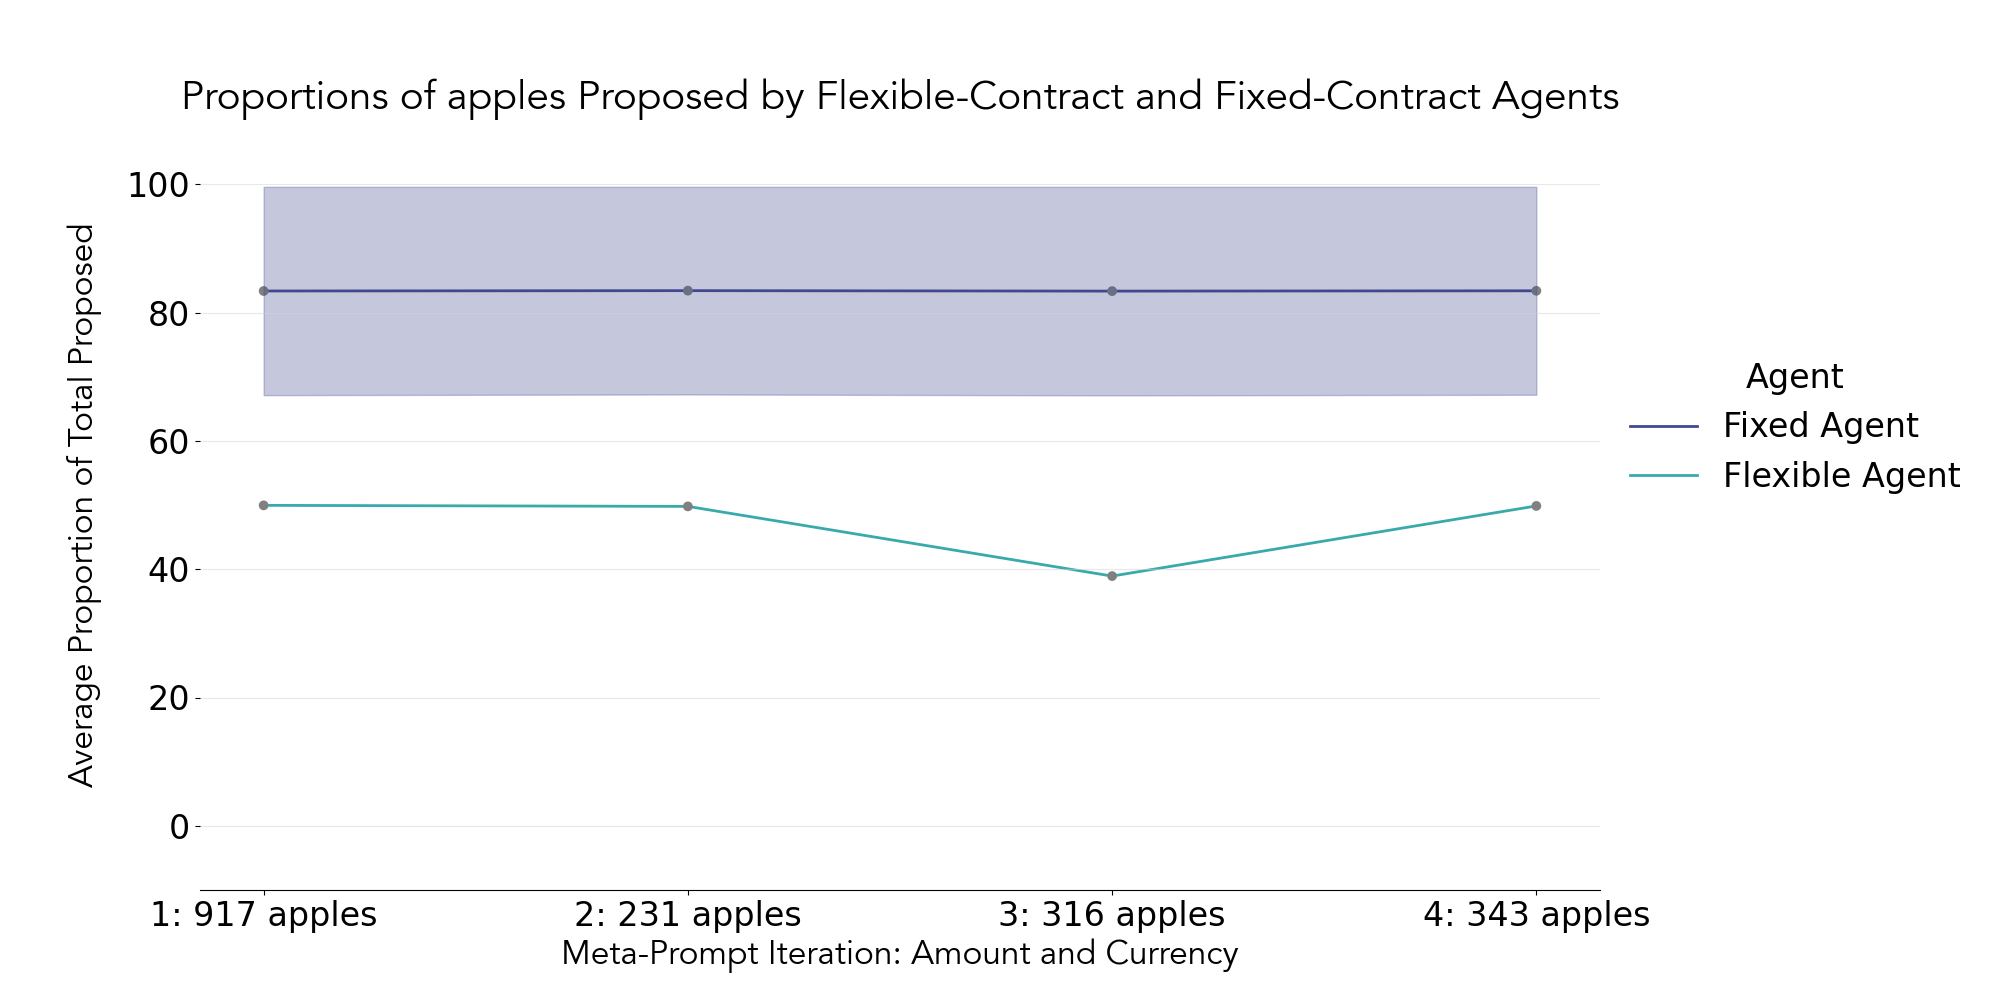 Proportions of apples Proposed by Flexible-Contract and Fixed-Contract Agents
Average Proportion of Total Proposed
100
80
60
40
20
0
1: 917 apples
2: 231 apples
3: 316 apples
4: 343 apples
Meta-Prompt Iteration: Amount and Currency
Agent
Fixed Agent
Flexible Agent